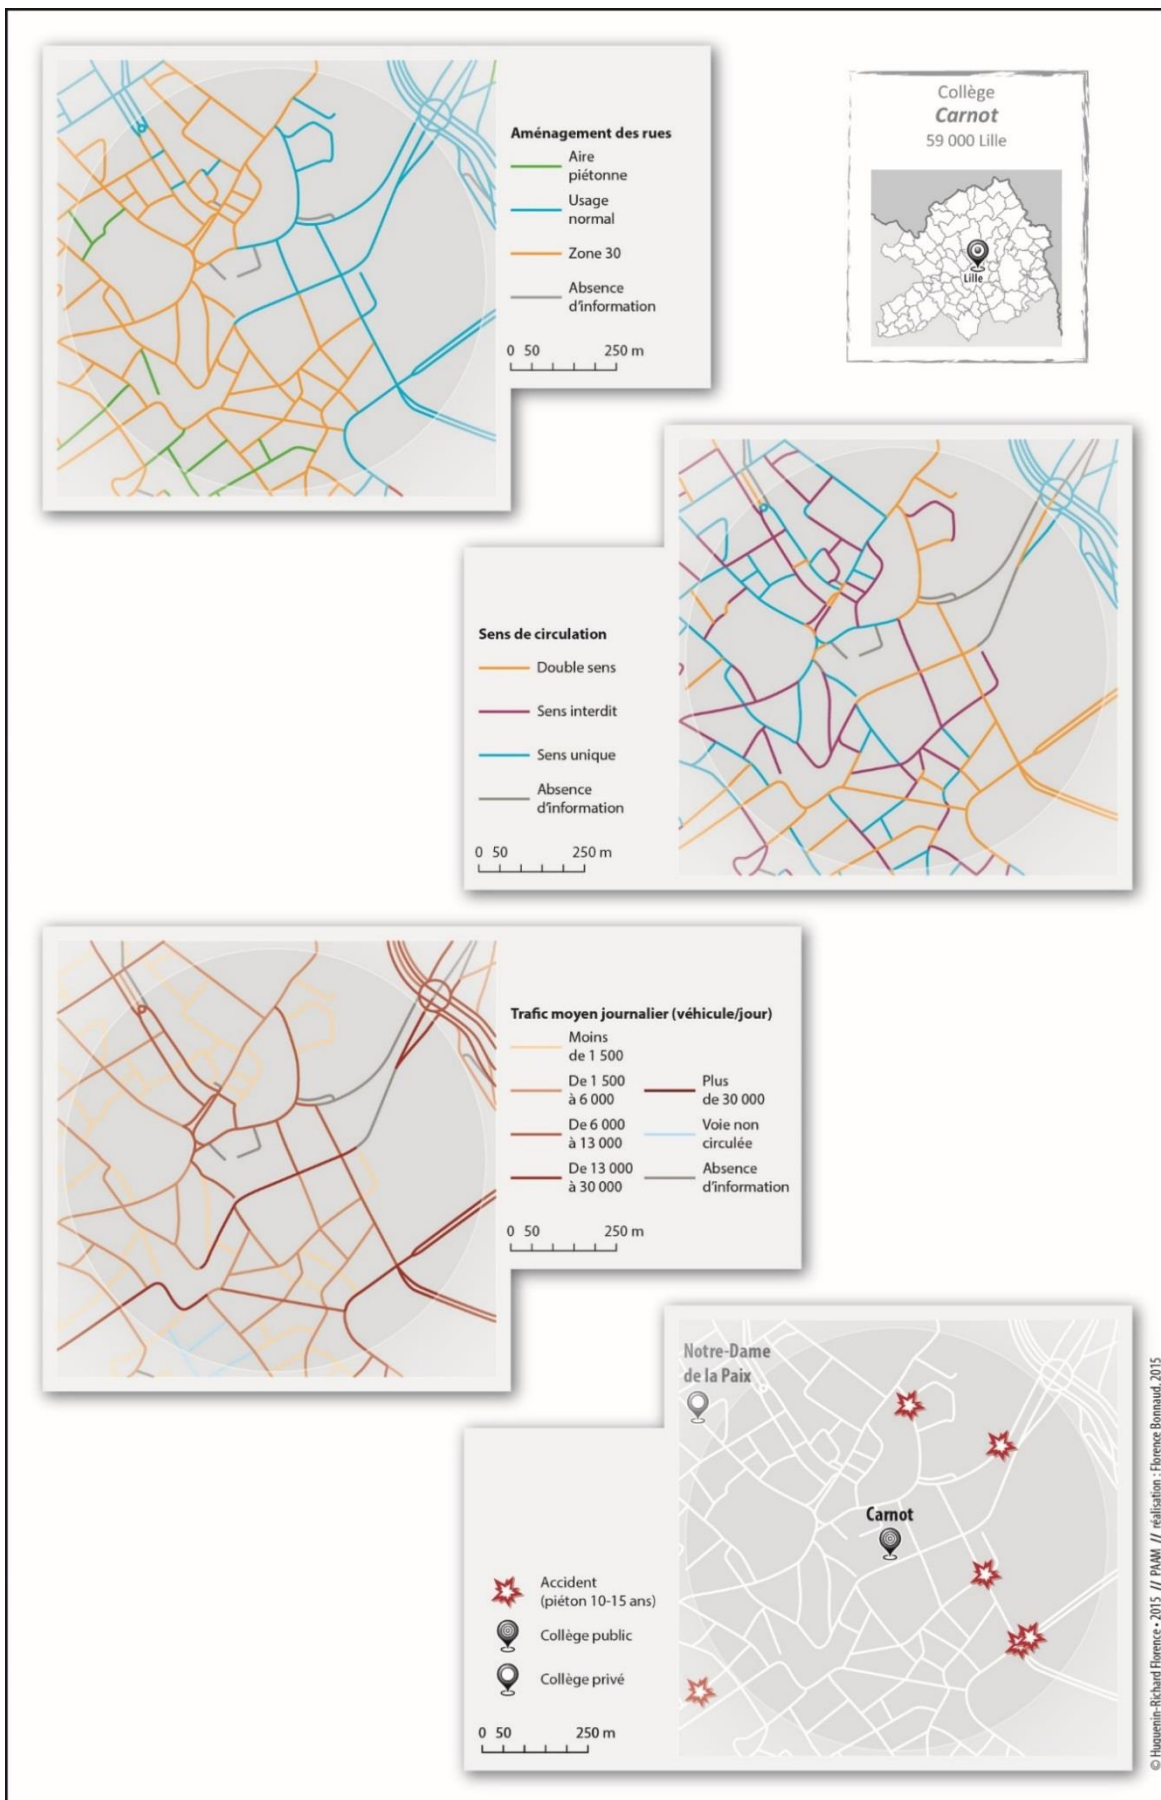 Collège
Carnot
59 000 Lille
Lille
Aménagement des rues
Aire
piétonne
Usage
normal
Zone 30
Absence
d'information
0 50 250 m
Sens de circulation
Double sens
Sens interdit
Sens unique
Absence
d'information
0 50 250 m
Trafic moyen journalier (véhicule/jour)
Moins
de 1 500
De 1 500
à 6 000
De 6 000
à 13 000
De 13 000
à 30 000
Plus
de 30 000
Voie non
circulée
Absence
d'information
0 50 250 m
Notre-Dame
de la Paix
Carnot
Accident
(piéton 10-15 ans)
Collège public
Collège privé
0 50 250 m
© Huguenin-Richard Florence • 2015 // PAAM // réalisation : Florence Bonnaud, 2015